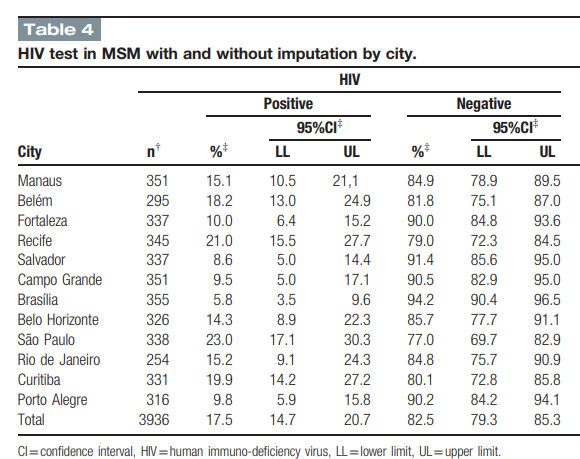 Table 4
HIV test in MSM with and without imputation by city.
HIV
Positive Negative
95%CI‡ 95%CI‡
City n† %‡ LL UL %‡ LL UL
Manaus 351 15.1 10.5 21,1 84.9 78.9 89.5
Belém 295 18.2 13.0 24.9 81.8 75.1 87.0
Fortaleza 337 10.0 6.4 15.2 90.0 84.8 93.6
Recife 345 21.0 15.5 27.7 79.0 72.3 84.5
Salvador 337 8.6 5.0 14.4 91.4 85.6 95.0
Campo Grande 351 9.5 5.0 17.1 90.5 82.9 95.0
Brasília 355 5.8 3.5 9.6 94.2 90.4 96.5
Belo Horizonte 326 14.3 8.9 22.3 85.7 77.7 91.1
São Paulo 338 23.0 17.1 30.3 77.0 69.7 82.9
Rio de Janeiro 254 15.2 9.1 24.3 84.8 75.7 90.9
Curitiba 331 19.9 14.2 27.2 80.1 72.8 85.8
Porto Alegre 316 9.8 5.9 15.8 90.2 84.2 94.1
Total 3936 17.5 14.7 20.7 82.5 79.3 85.3
CI=confidence interval, HIV=human immuno-deficiency virus, LL=lower limit, UL=upper limit.